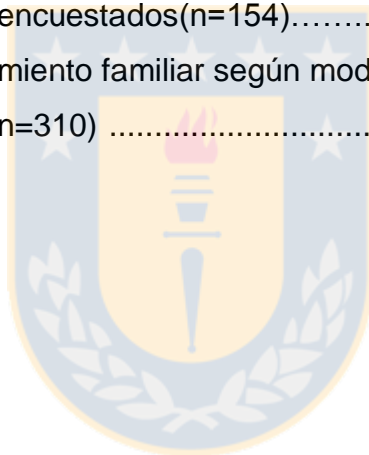 encuestados(n=154)………
miento familiar según mod
n=310) .............................